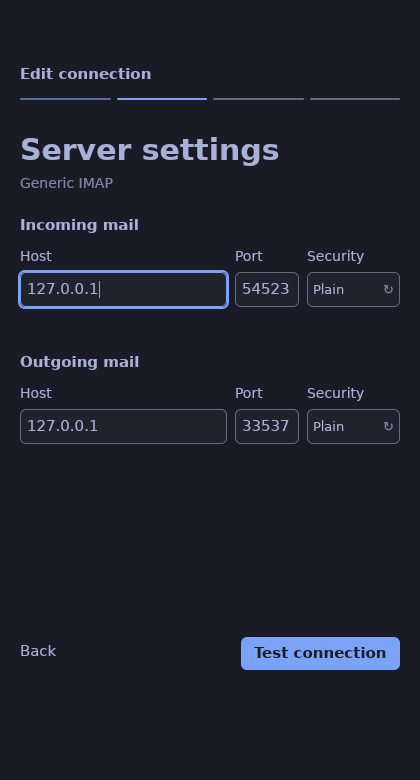 Edit connection
Server settings
Generic IMAP
Incoming mail
Host Port Security
127.0.0.1 54523 Plain ↻
Outgoing mail
Host Port Security
127.0.0.1 33537 Plain ↻
Back Test connection